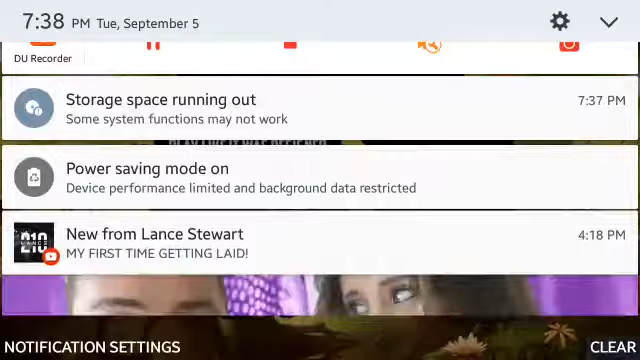 7:38 PM Tue, September 5
DU Recorder
Storage space running out 7:37 PM
Some system functions may not work
Power saving mode on
Device performance limited and background data restricted
210
LANCE
New from Lance Stewart 4:18 PM
MY FIRST TIME GETTING LAID!
NOTIFICATION SETTINGS CLEAR